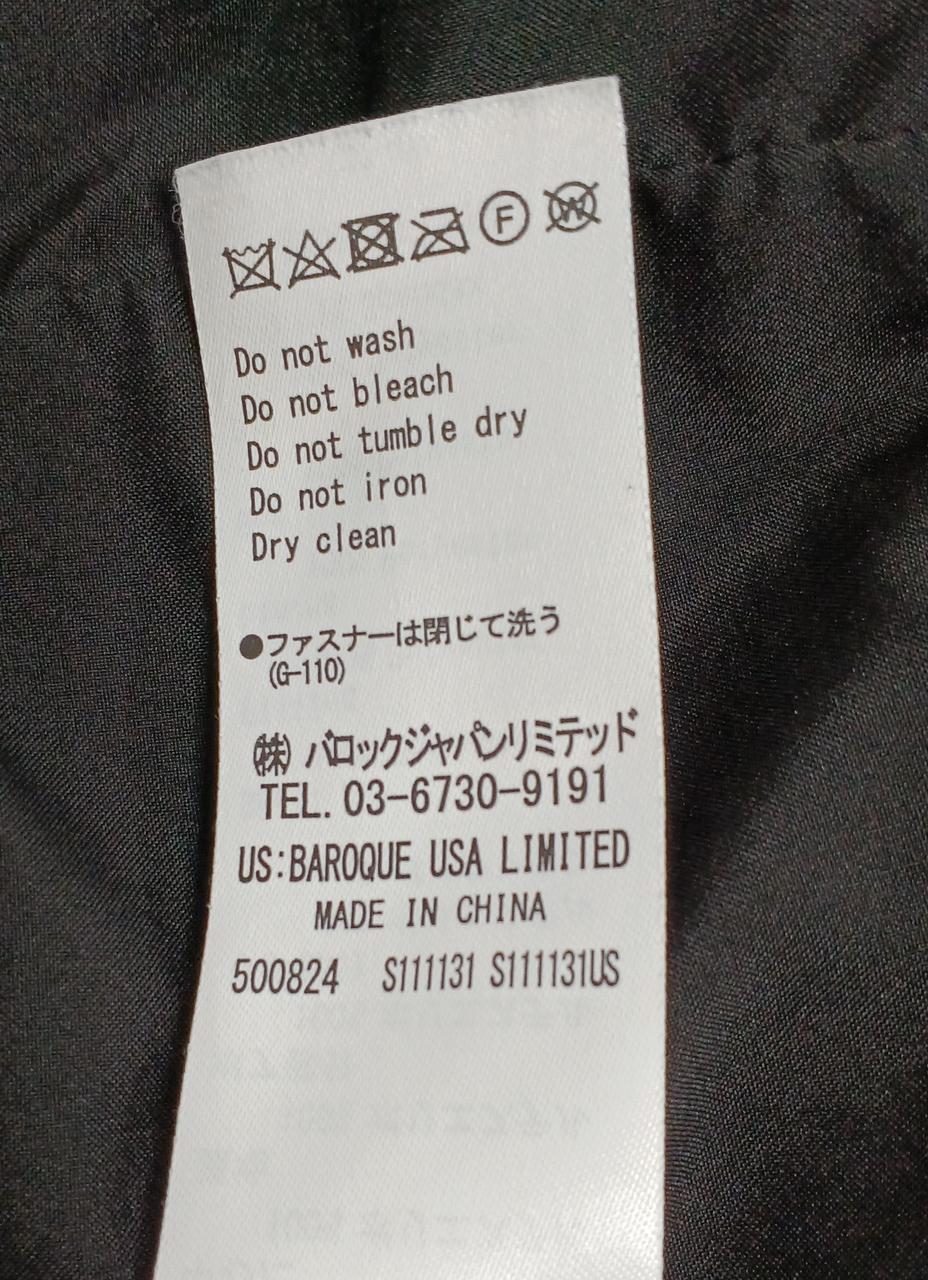 F W
Do not wash
Do not bleach
Do not tumble dry
Do not iron
Dry clean
●ファスナーは閉じて洗う
(G-110)
㈱ バロックジャパンリミテッド
TEL. 03-6730-9191
US:BAROQUE USA LIMITED
MADE IN CHINA
500824 S111131 S111131US